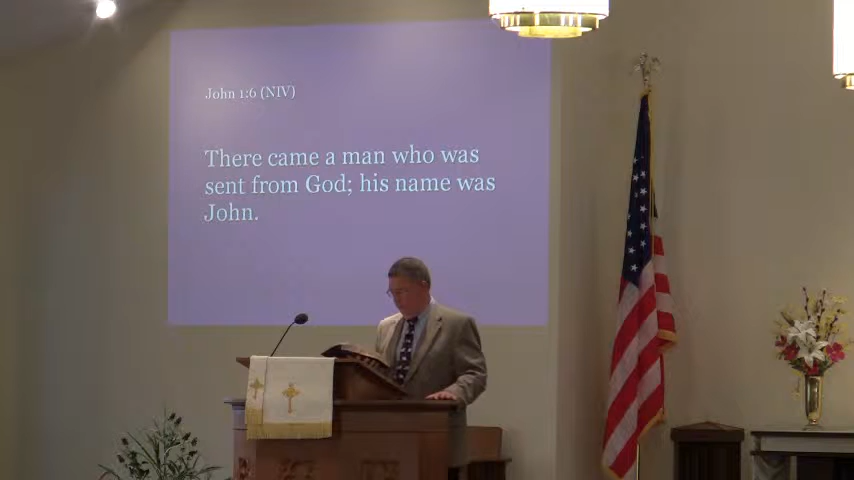 John 1:6 (NIV)
There came a man who was
sent from God; his name was
John.